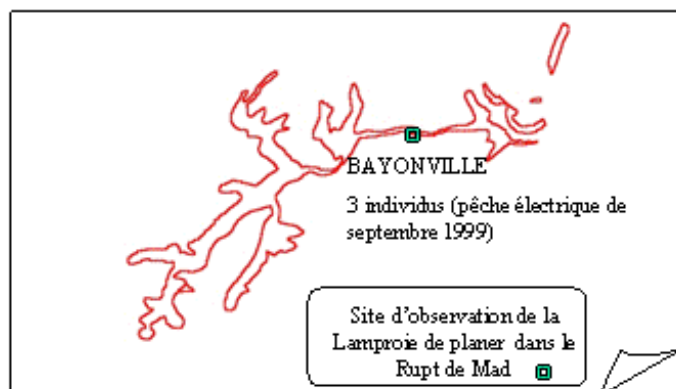 BAYONVILLE
3 individus (pêche électrique de
septembre 1999)
Site d'observation de la
Lamproie de planer dans le
Rupt de Mad